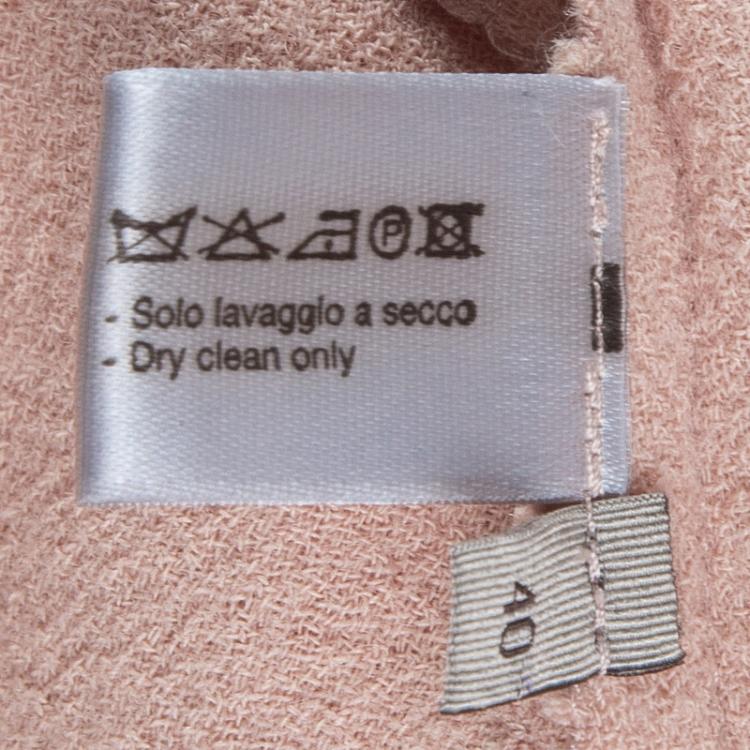 P
- Solo lavaggio a secco
- Dry clean only
40